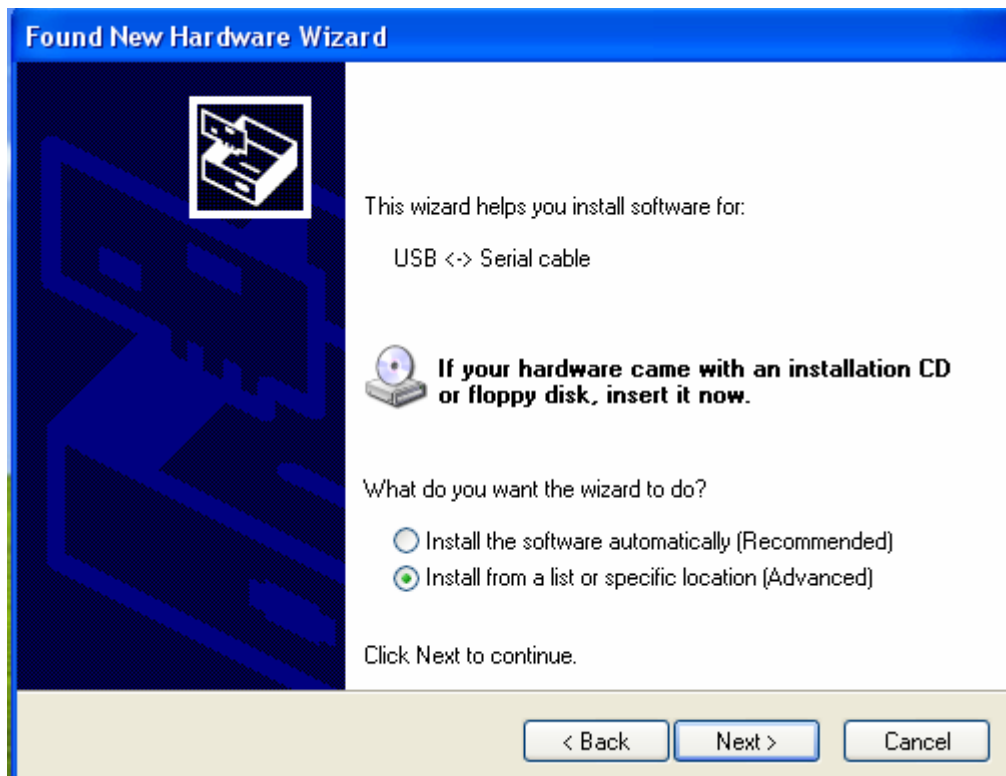 Found New Hardware Wizard
This wizard helps you install software for:
USB <-> Serial cable
If your hardware came with an installation CD
or floppy disk, insert it now.
What do you want the wizard to do?
Install the software automatically (Recommended)
Install from a list or specific location (Advanced)
Click Next to continue.
< Back Next > Cancel